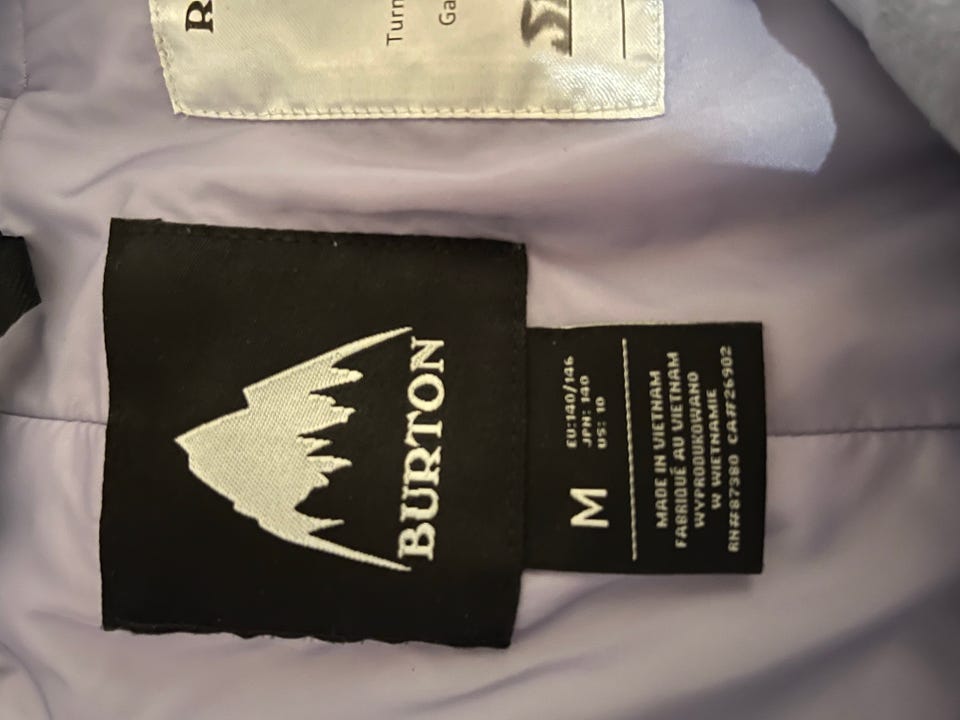 R
Turn
Ga
BURTON
M
EU: 140/146
JPN: 140
US: 10
MADE IN VIETNAM
FABRIQUÉ AU VIETNAM
WYPRODUKOWANO
W WIETNAMIE
RN#87380 CA#26902